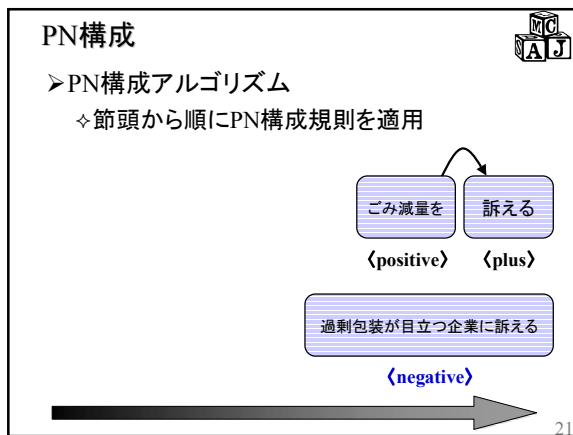 PN構成
MC
AJ
➢PN構成アルゴリズム
✧節頭から順にPN構成規則を適用
ごみ減量を 訴える
〈positive〉 〈plus〉
過剰包装が目立つ企業に訴える
〈negative〉
21